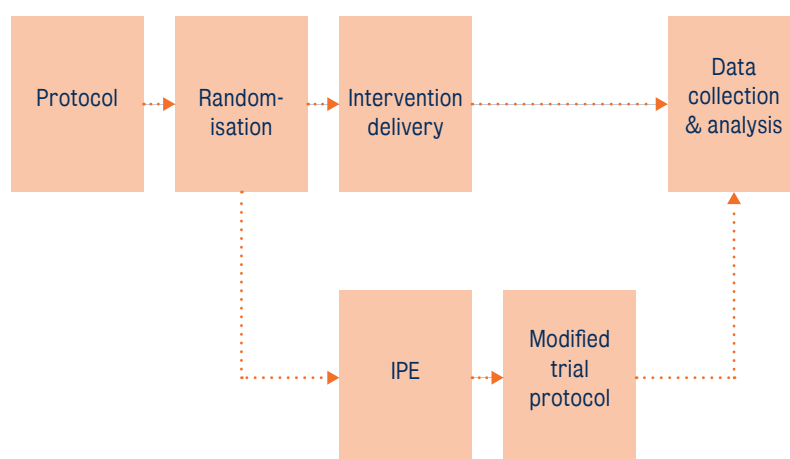 Protocol
Random-
isation
Intervention
delivery
Data
collection
& analysis
IPE
Modified
trial
protocol